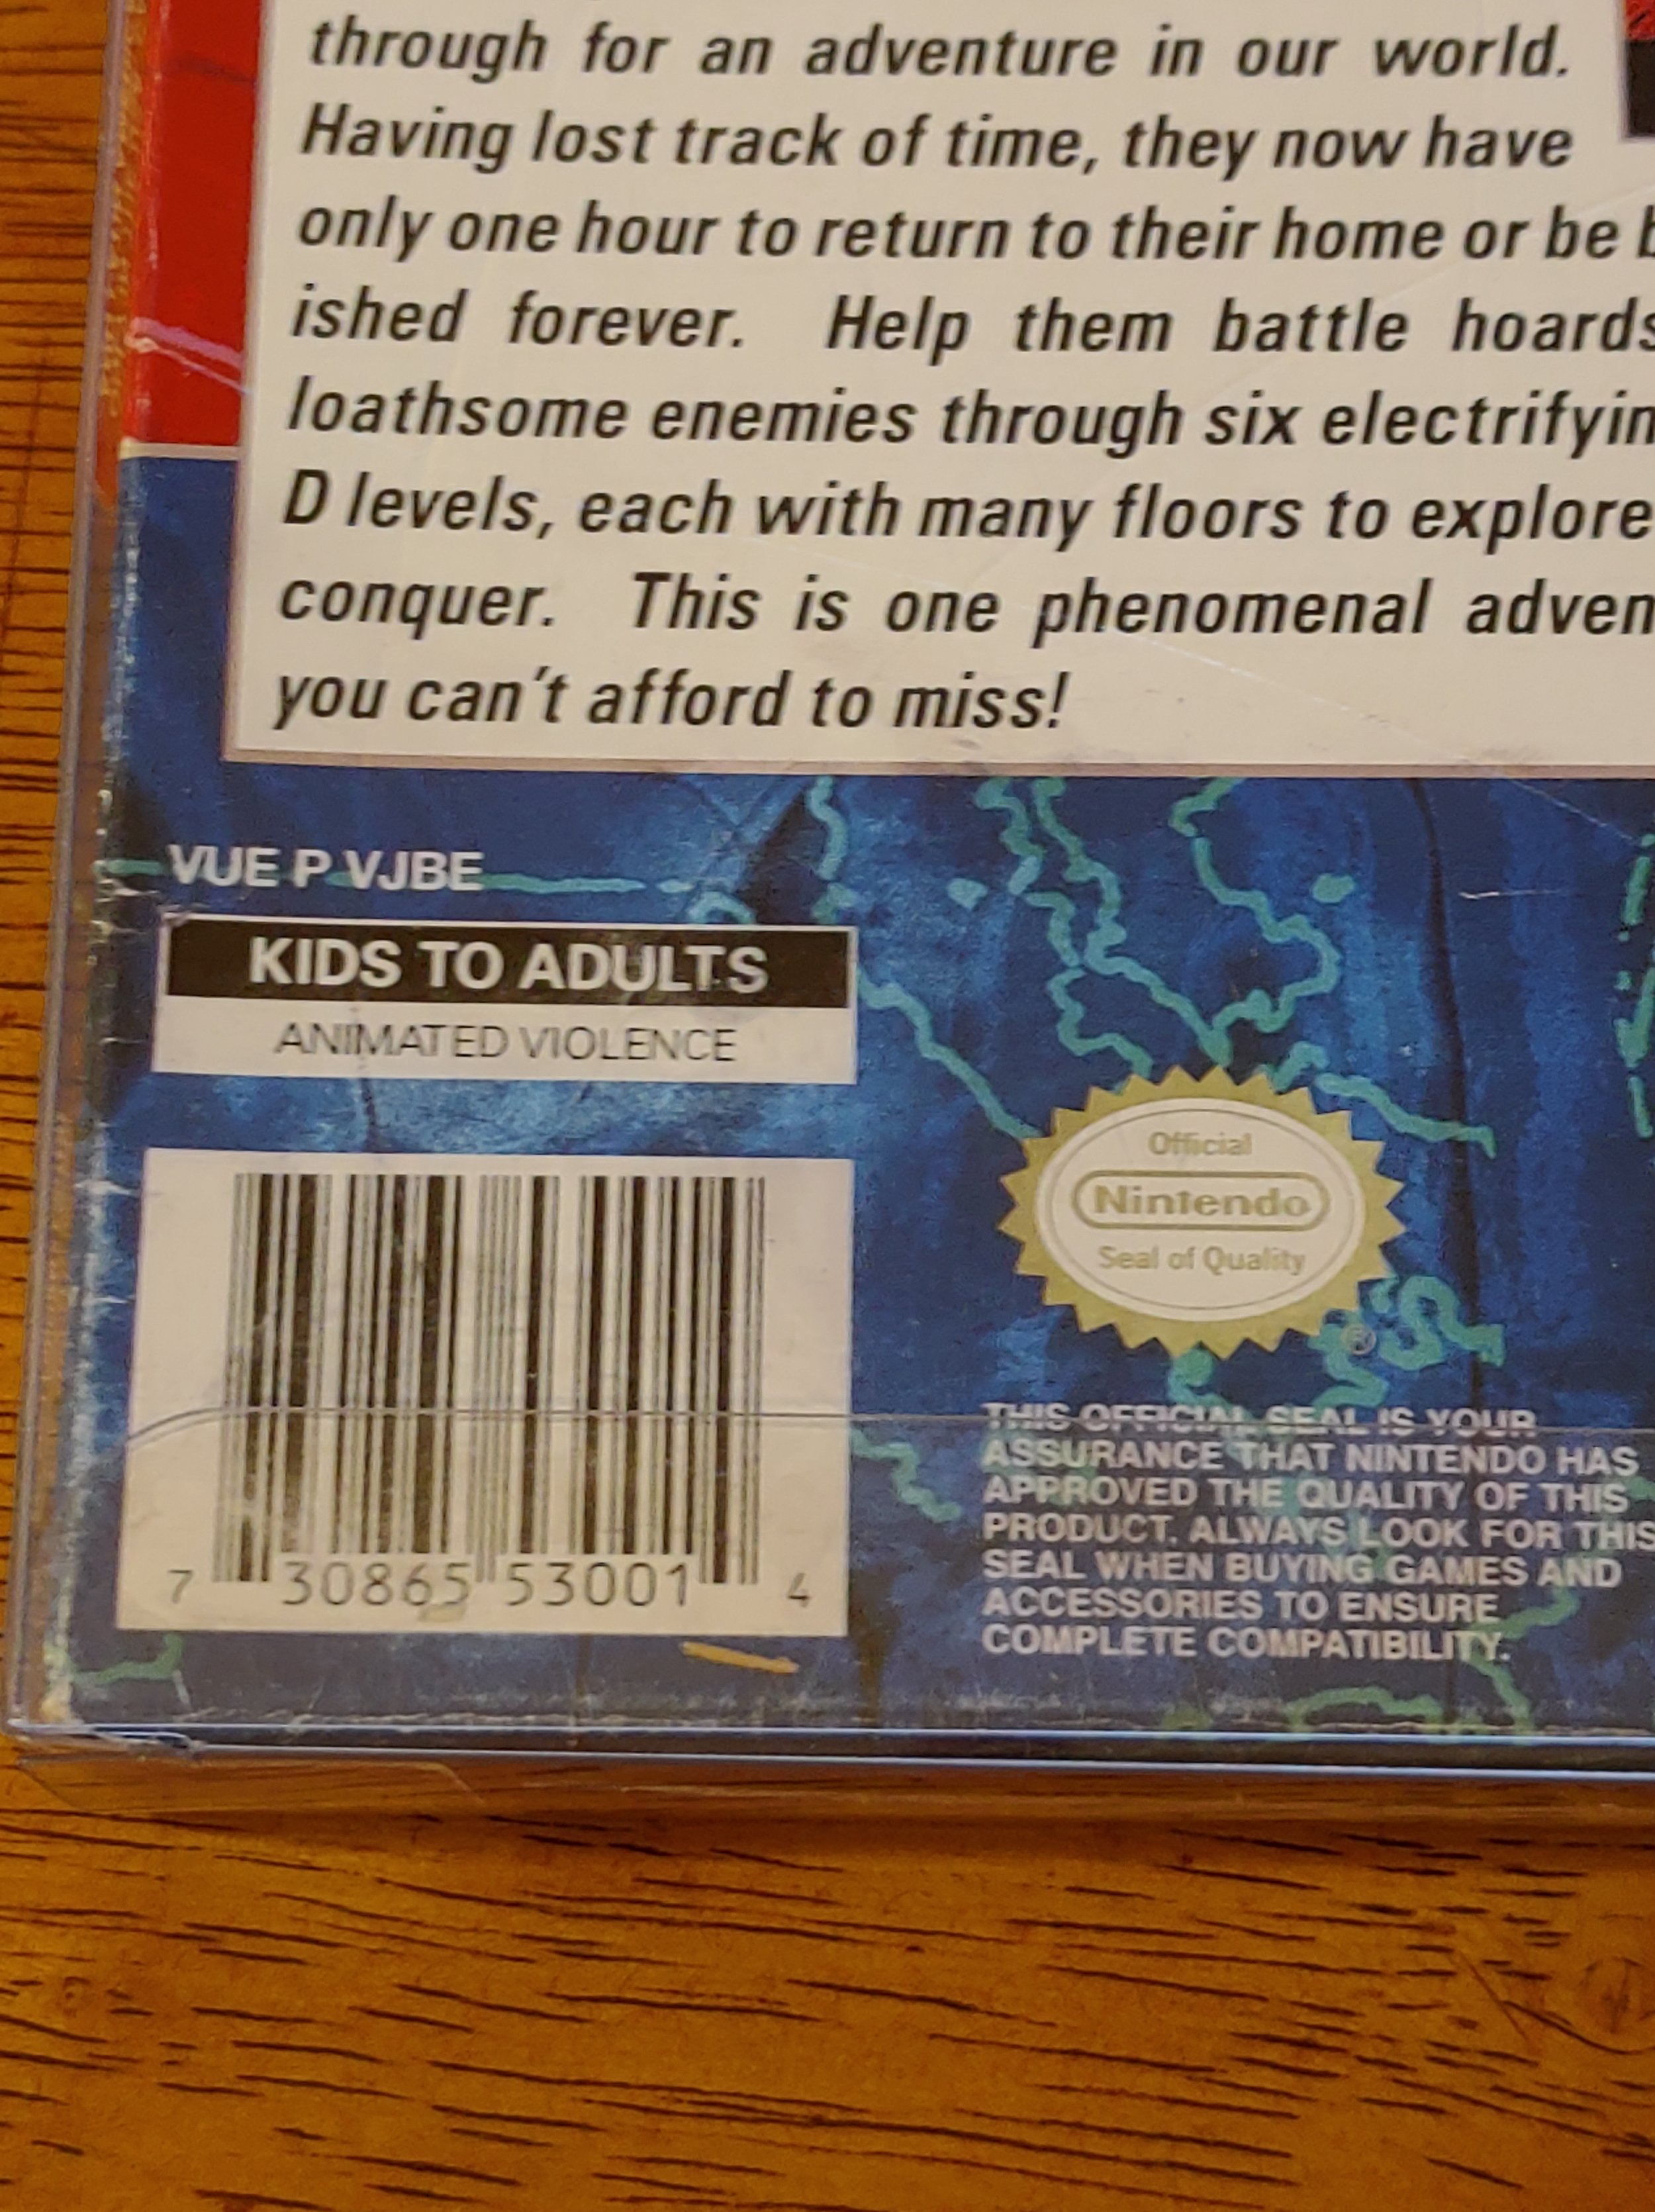 through for an adventure in our world.
Having lost track of time, they now have
only one hour to return to their home or be
ished forever. Help them battle hoards
loathsome enemies through six electrifyin
D levels, each with many floors to explore
conquer. This is one phenomenal adven
you can't afford to miss!
VUE P VJBE
KIDS TO ADULTS
ANIMATED VIOLENCE
Official
Nintendo
Seal of Quality
®
THIS OFFICIAL SEAL IS YOUR
ASSURANCE THAT NINTENDO HAS
APPROVED THE QUALITY OF THIS
PRODUCT. ALWAYS LOOK FOR THIS
SEAL WHEN BUYING GAMES AND
ACCESSORIES TO ENSURE
COMPLETE COMPATIBILITY.
7 30865 53001 4